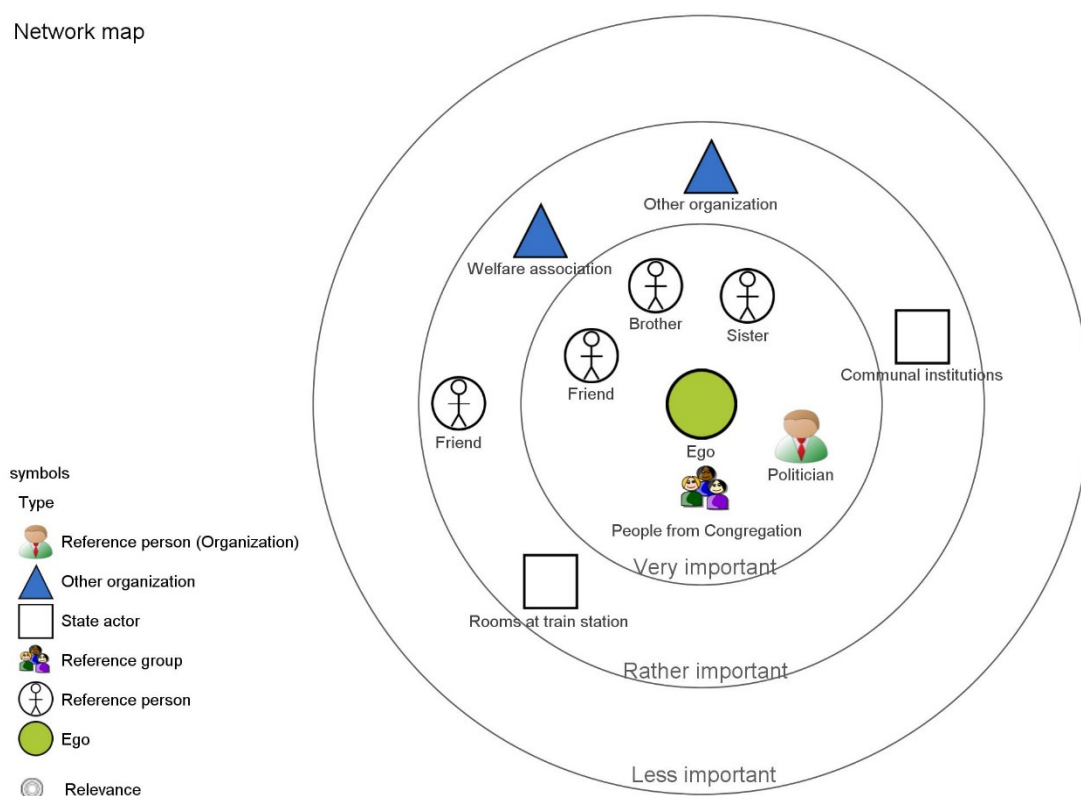 Network map
Other organization
Welfare association
Brother
Sister
Friend
Communal institutions
Friend
Ego
Politician
People from Congregation
Very important
Rooms at train station
Rather important
Less important
symbols
Type
Reference person (Organization)
Other organization
State actor
Reference group
Reference person
Ego
Relevance